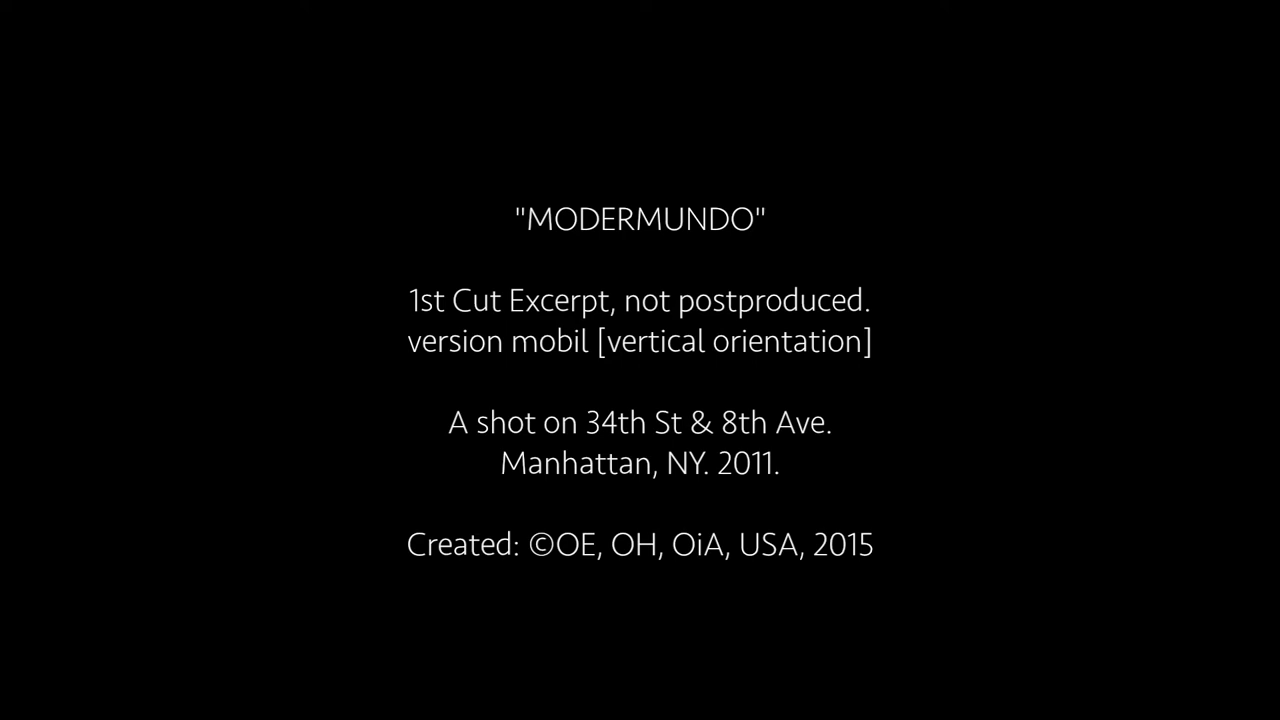 "MODERMUNDO"
1st Cut Excerpt, not postproduced.
version mobil [vertical orientation]
A shot on 34th St & 8th Ave.
Manhattan, NY. 2011.
Created: ©OE, OH, OiA, USA, 2015